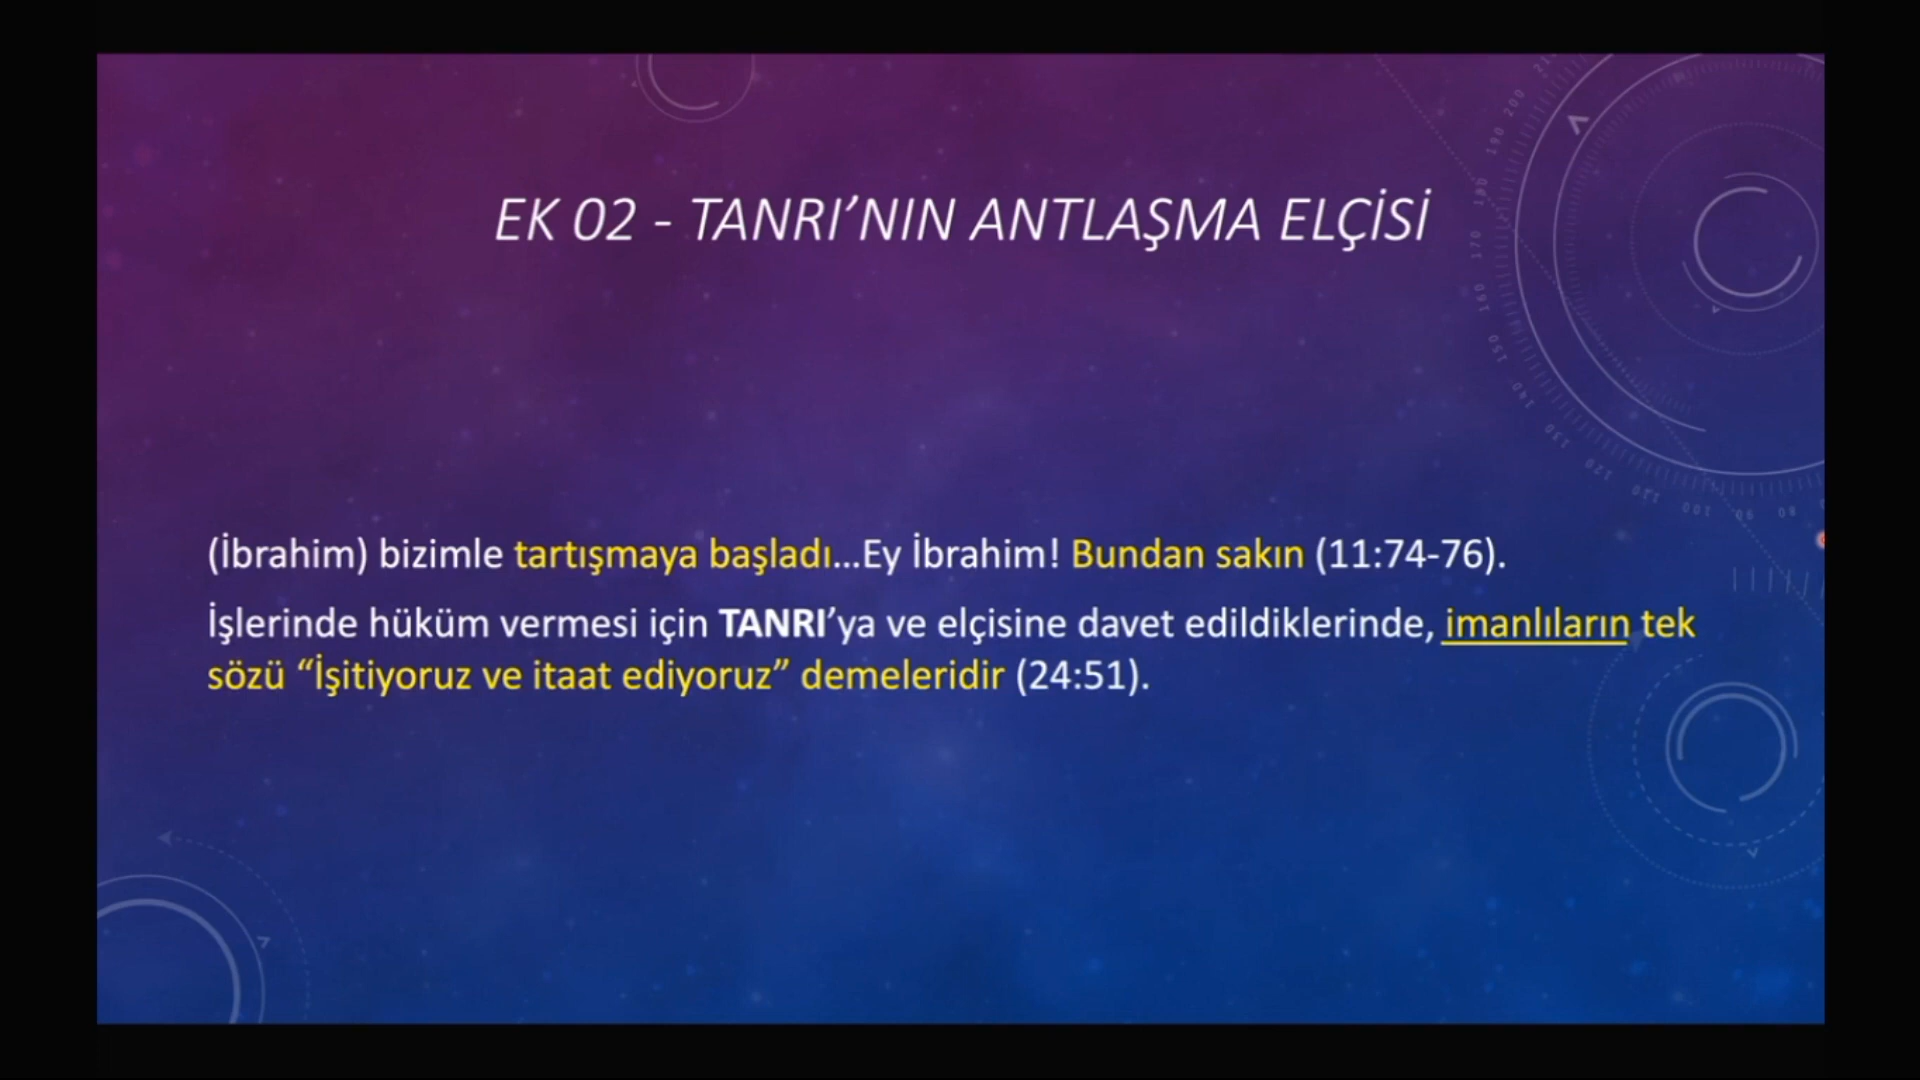 EK 02 - TANRI’NIN ANTLAŞMA ELÇİSİ
(İbrahim) bizimle tartışmaya başladı...Ey İbrahim! Bundan sakın (11:74-76).
İşlerinde hüküm vermesi için TANRI’ya ve elçisine davet edildiklerinde, imanlıların tek
sözü “İşitiyoruz ve itaat ediyoruz” demeleridir (24:51).